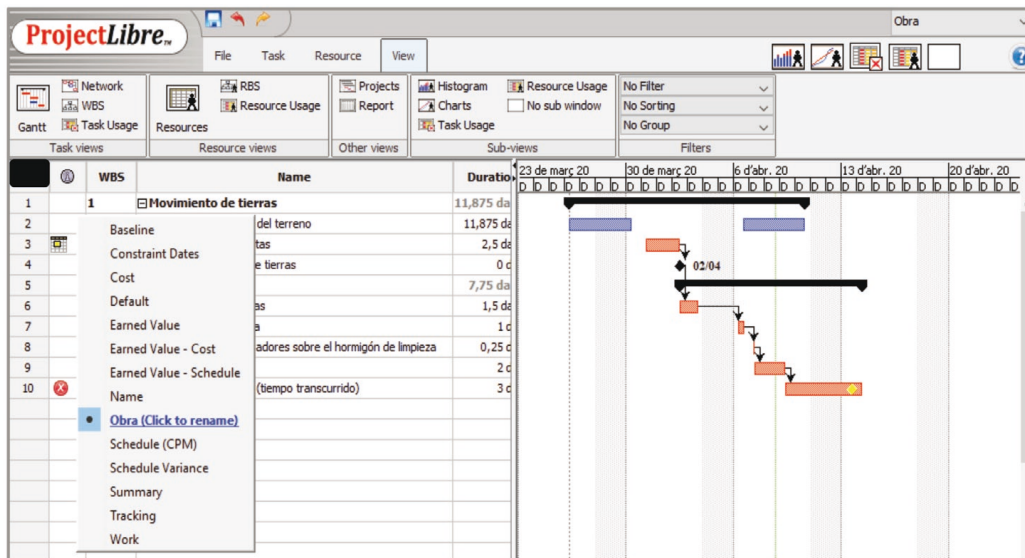 Obra
ProjectLibre™
File Task Resource View
Network
WBS
Gantt Task Usage
Task views
RBS
Resource Usage
Resources
Resource views
Projects
Report
Other views
Histogram Resource Usage
Charts No sub window
Task Usage
Sub-views
No Filter
No Sorting
No Group
Filters
WBS Name Duratio
23 de març 20 30 de març 20 6 d'abr. 20 13 d'abr. 20 20 d'abr. 20
D D D D D D D D D D D D D D D D D D D D D D D D D D D D D D D D D
1 1 Movimiento de tierras 11,875 da
2 del terreno 11,875 da
3 tas 2,5 da
4 e tierras 0 d
02/04
5 7,75 da
6 as 1,5 da
7 a 1 d
8 adores sobre el hormigón de limpieza 0,25 d
9 2 d
10 (tiempo transcurrido) 3 d
Baseline
Constraint Dates
Cost
Default
Earned Value
Earned Value - Cost
Earned Value - Schedule
Name
Obra (Click to rename)
Schedule (CPM)
Schedule Variance
Summary
Tracking
Work